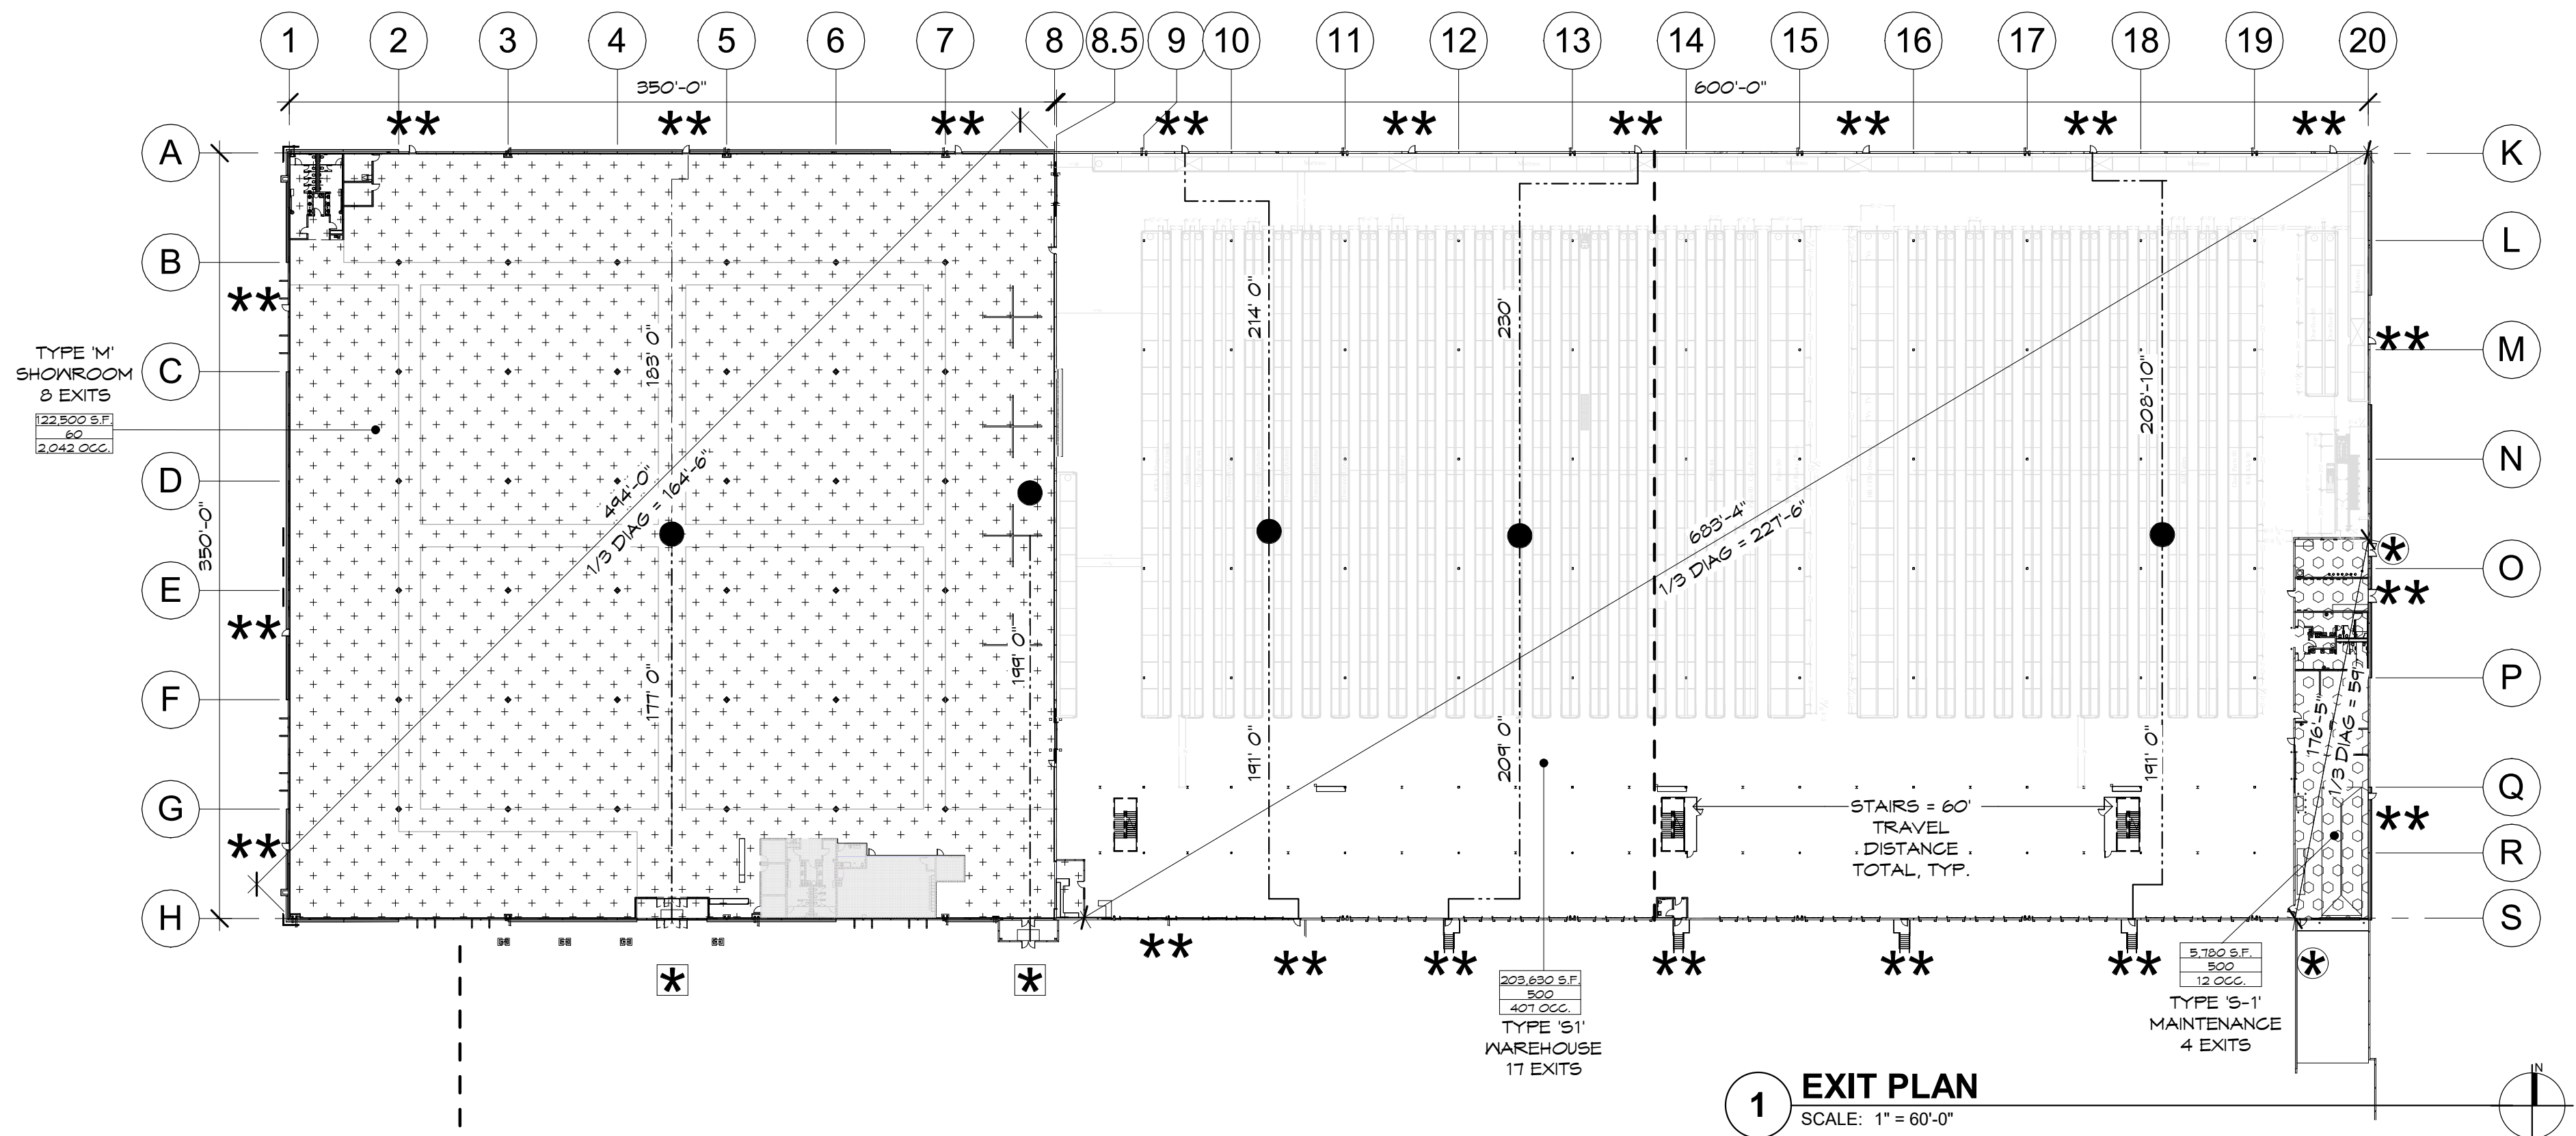 1 2 3 4 5 6 7 8 8.5 9 10 11 12 13 14 15 16 17 18 19 20
350'-0" 600'-0"
** ** ** ** ** ** ** ** **
A K
B L
**
214' 0" 230'
183' 0"
**
TYPE 'M'
SHOWROOM
8 EXITS
C M
208'-10"
122,500 S.F.
60
2,042 OCC.
D N
494'-0"
1/3 DIAG = 164'-6"
683'-4"
1/3 DIAG = 227'-6"
350'-0"
*
E O
**
**
199' 0"
F P
177' 0"
176'-5"
1/3 DIAG = 59'
191' 0" 209' 0" 191' 0"
G Q
STAIRS = 60'
TRAVEL
DISTANCE
TOTAL, TYP.
**
**
R
H S
** ** ** ** ** **
* *
*
203,630 S.F.
500
407 OCC.
TYPE 'S1'
WAREHOUSE
17 EXITS
5,780 S.F.
500
12 OCC.
TYPE 'S-1'
MAINTENANCE
4 EXITS
1 EXIT PLAN
SCALE: 1" = 60'-0"
N